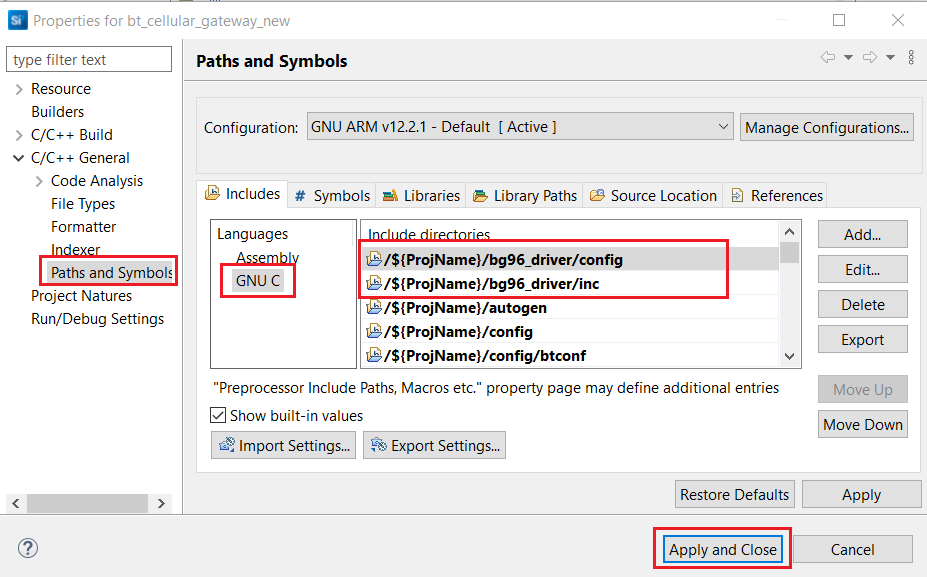 Si Properties for bt_cellular_gateway_new
type filter text
Resource
Builders
C/C++ Build
C/C++ General
Code Analysis
File Types
Formatter
Indexer
Paths and Symbols
Project Natures
Run/Debug Settings
Paths and Symbols
Configuration: GNU ARM v12.2.1 - Default [ Active ] Manage Configurations...
Includes # Symbols Libraries Library Paths Source Location References
Languages
Assembly
GNU C
Include directories
/${ProjName}/bg96_driver/config
/${ProjName}/bg96_driver/inc
/${ProjName}/autogen
/${ProjName}/config
/${ProjName}/config/btconf
Add...
Edit...
Delete
Export
Move Up
Move Down
"Preprocessor Include Paths, Macros etc." property page may define additional entries
Show built-in values
Import Settings... Export Settings...
Restore Defaults Apply
? Apply and Close Cancel